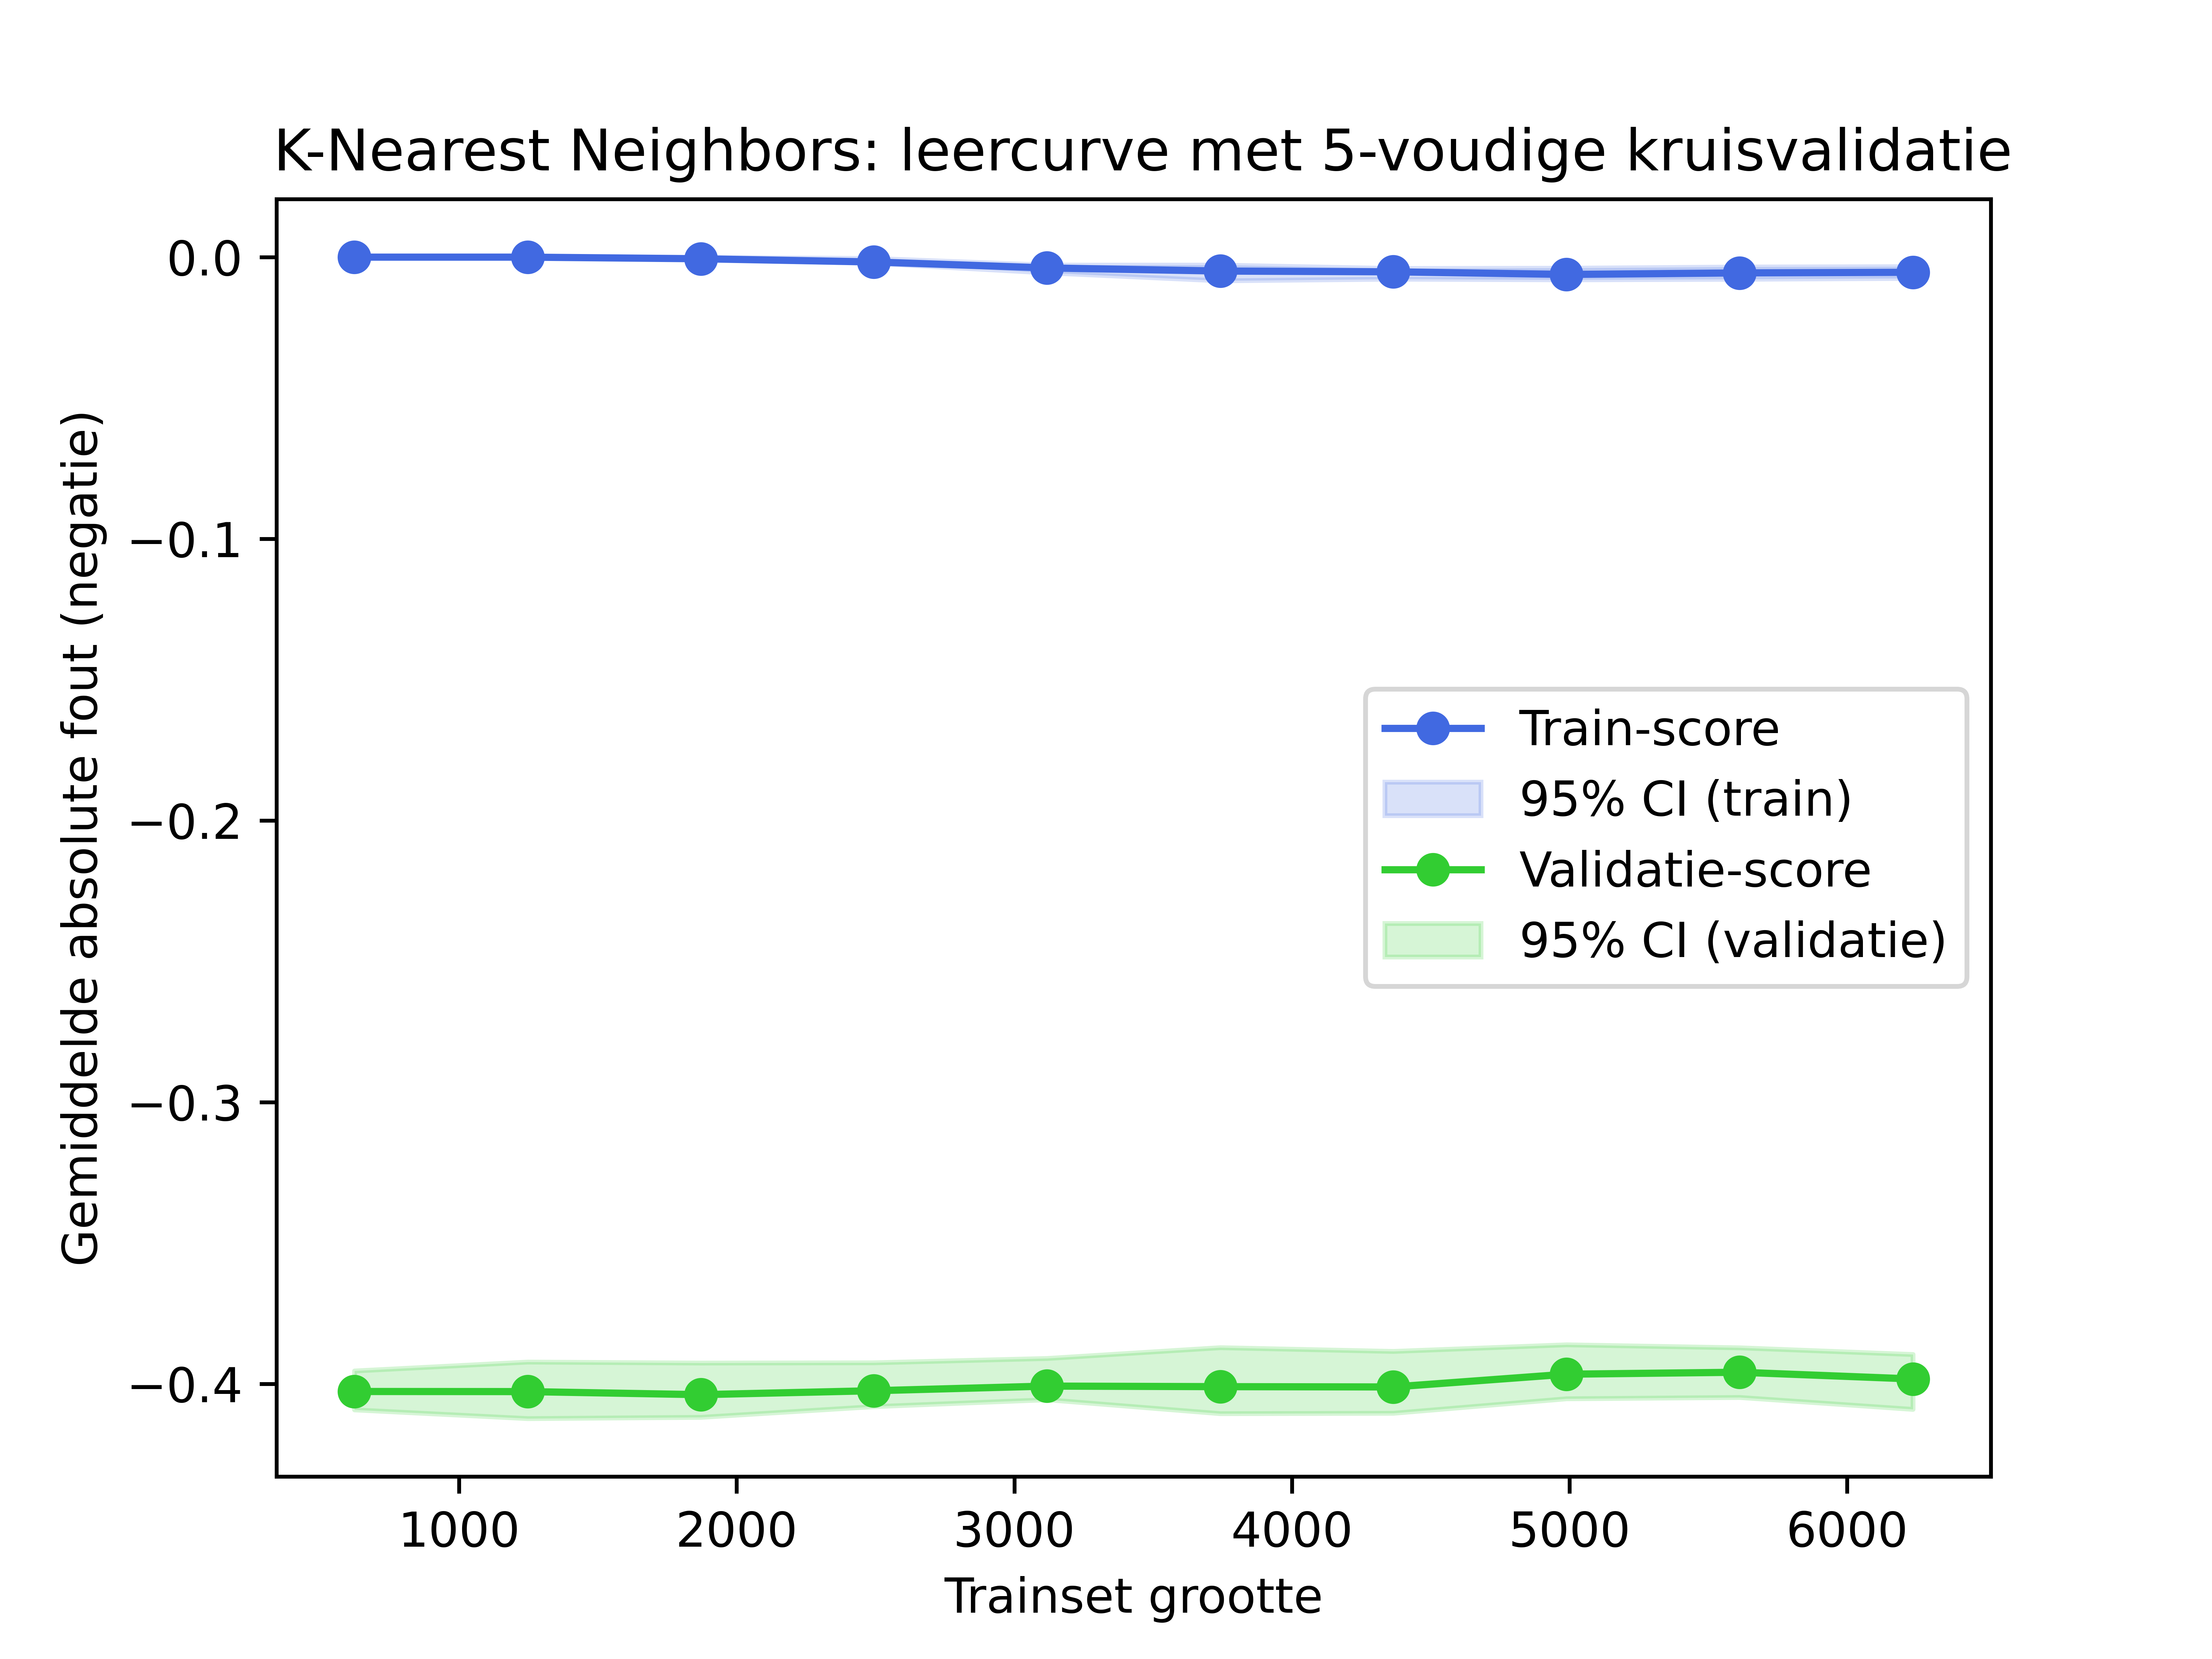 K-Nearest Neighbors: leercurve met 5-voudige kruisvalidatie
Gemiddelde absolute fout (negatie)
0.0
−0.1
−0.2
−0.3
−0.4
Train-score
95% CI (train)
Validatie-score
95% CI (validatie)
1000 2000 3000 4000 5000 6000
Trainset grootte